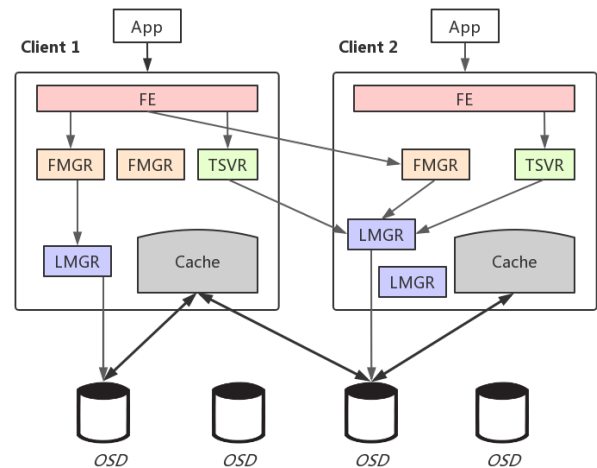 App
App
Client 1
Client 2
FE
FE
FMGR
FMGR
TSVR
FMGR
TSVR
LMGR
LMGR
Cache
Cache
LMGR
OSD
OSD
OSD
OSD